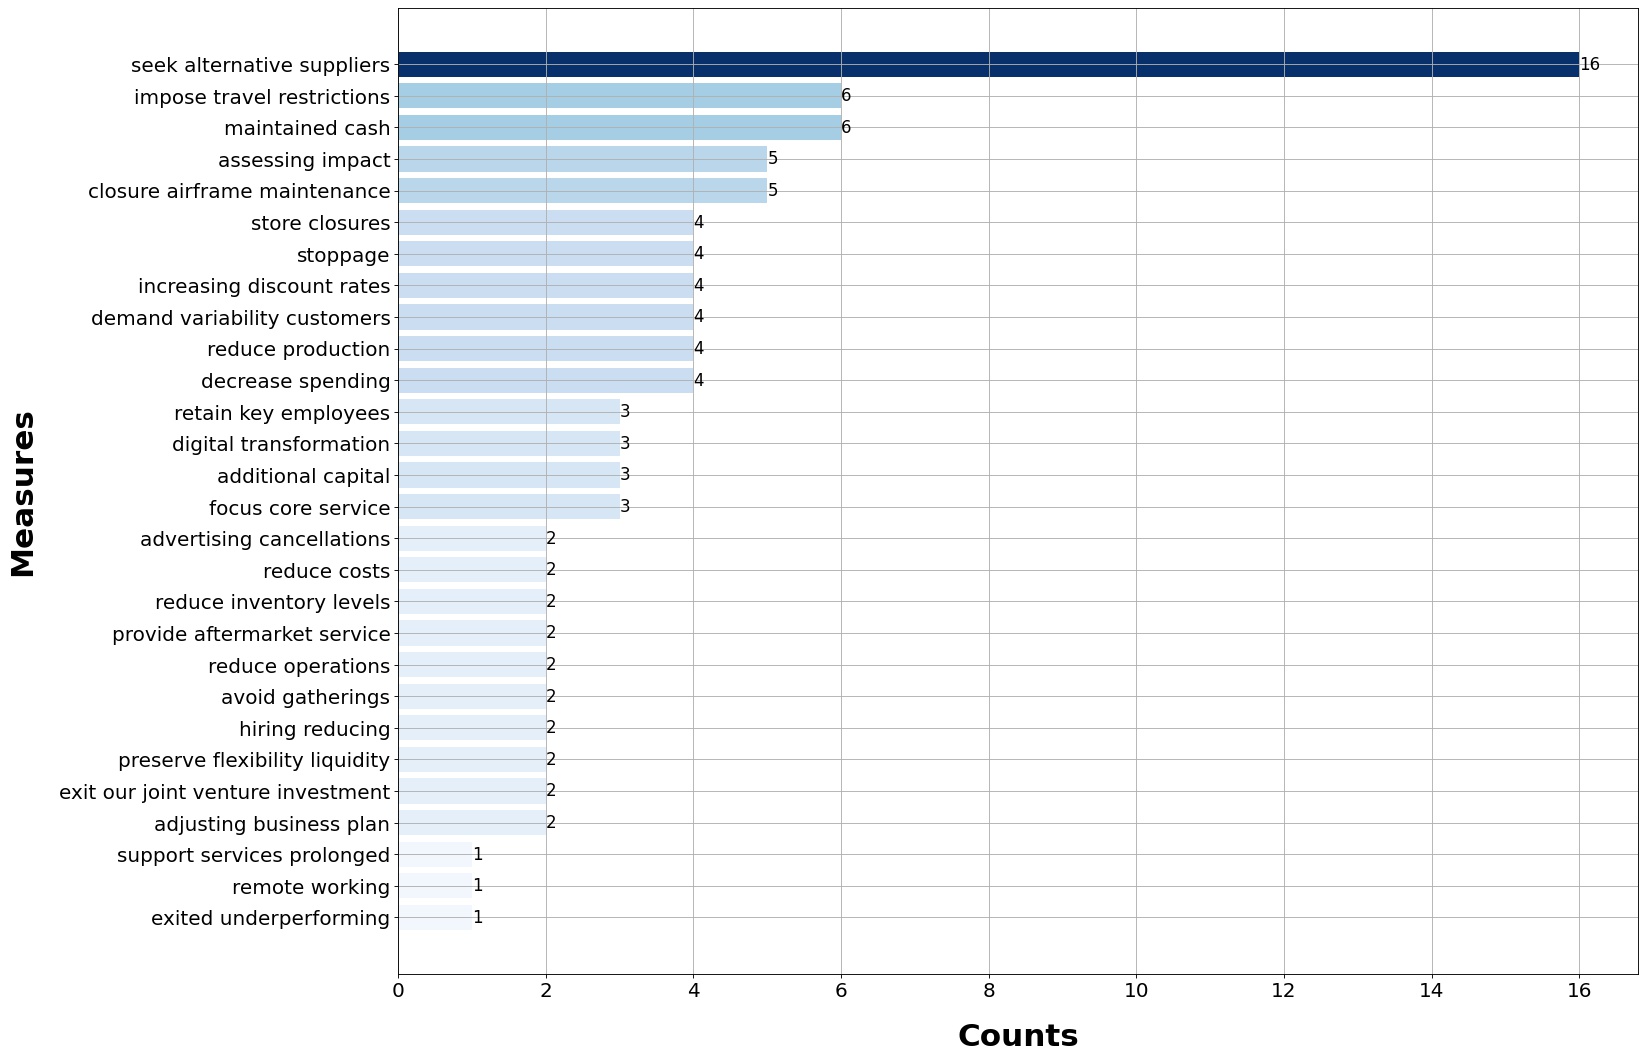 seek alternative suppliers 16
impose travel restrictions 6
maintained cash 6
assessing impact 5
closure airframe maintenance 5
store closures 4
stoppage 4
increasing discount rates 4
demand variability customers 4
reduce production 4
decrease spending 4
retain key employees 3
digital transformation 3
additional capital 3
focus core service 3
advertising cancellations 2
reduce costs 2
reduce inventory levels 2
provide aftermarket service 2
reduce operations 2
avoid gatherings 2
hiring reducing 2
preserve flexibility liquidity 2
exit our joint venture investment 2
adjusting business plan 2
support services prolonged 1
remote working 1
exited underperforming 1
Measures
0 2 4 6 8 10 12 14 16
Counts